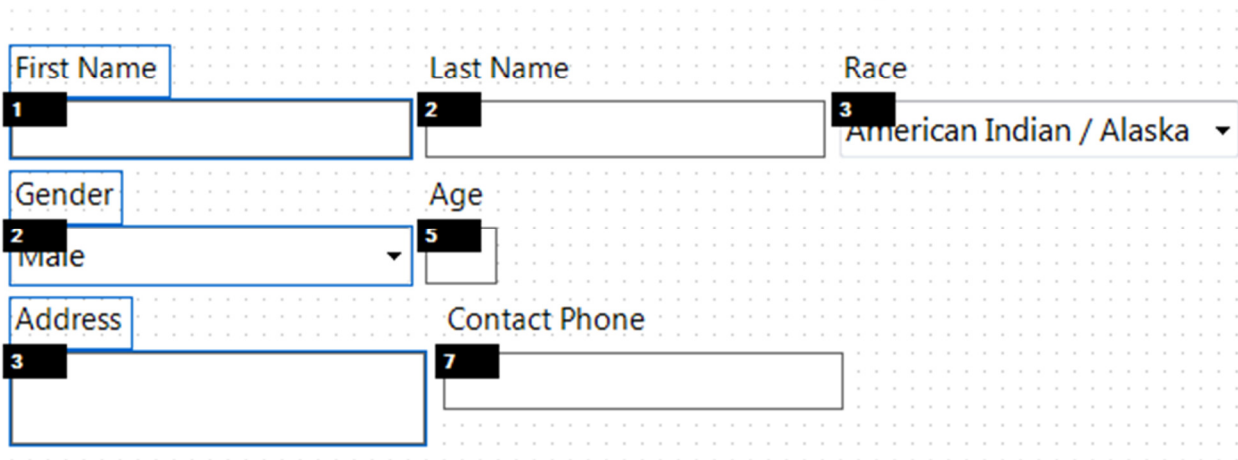 First Name Last Name Race
1 2 3
American Indian / Alaska
Gender Age
2 5
Male
Address Contact Phone
3 7